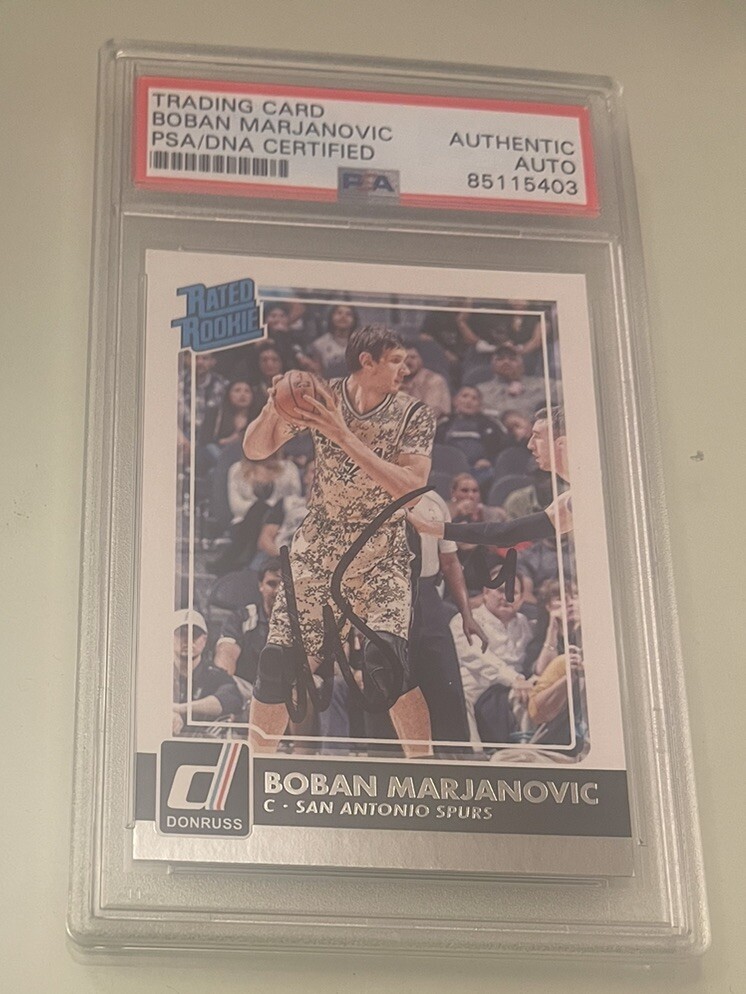 TRADING CARD
BOBAN MARJANOVIC
PSA/DNA CERTIFIED
AUTHENTIC
AUTO
85115403
PSA
RATED
ROOKIE
DONRUSS
BOBAN MARJANOVIC
C · SAN ANTONIO SPURS